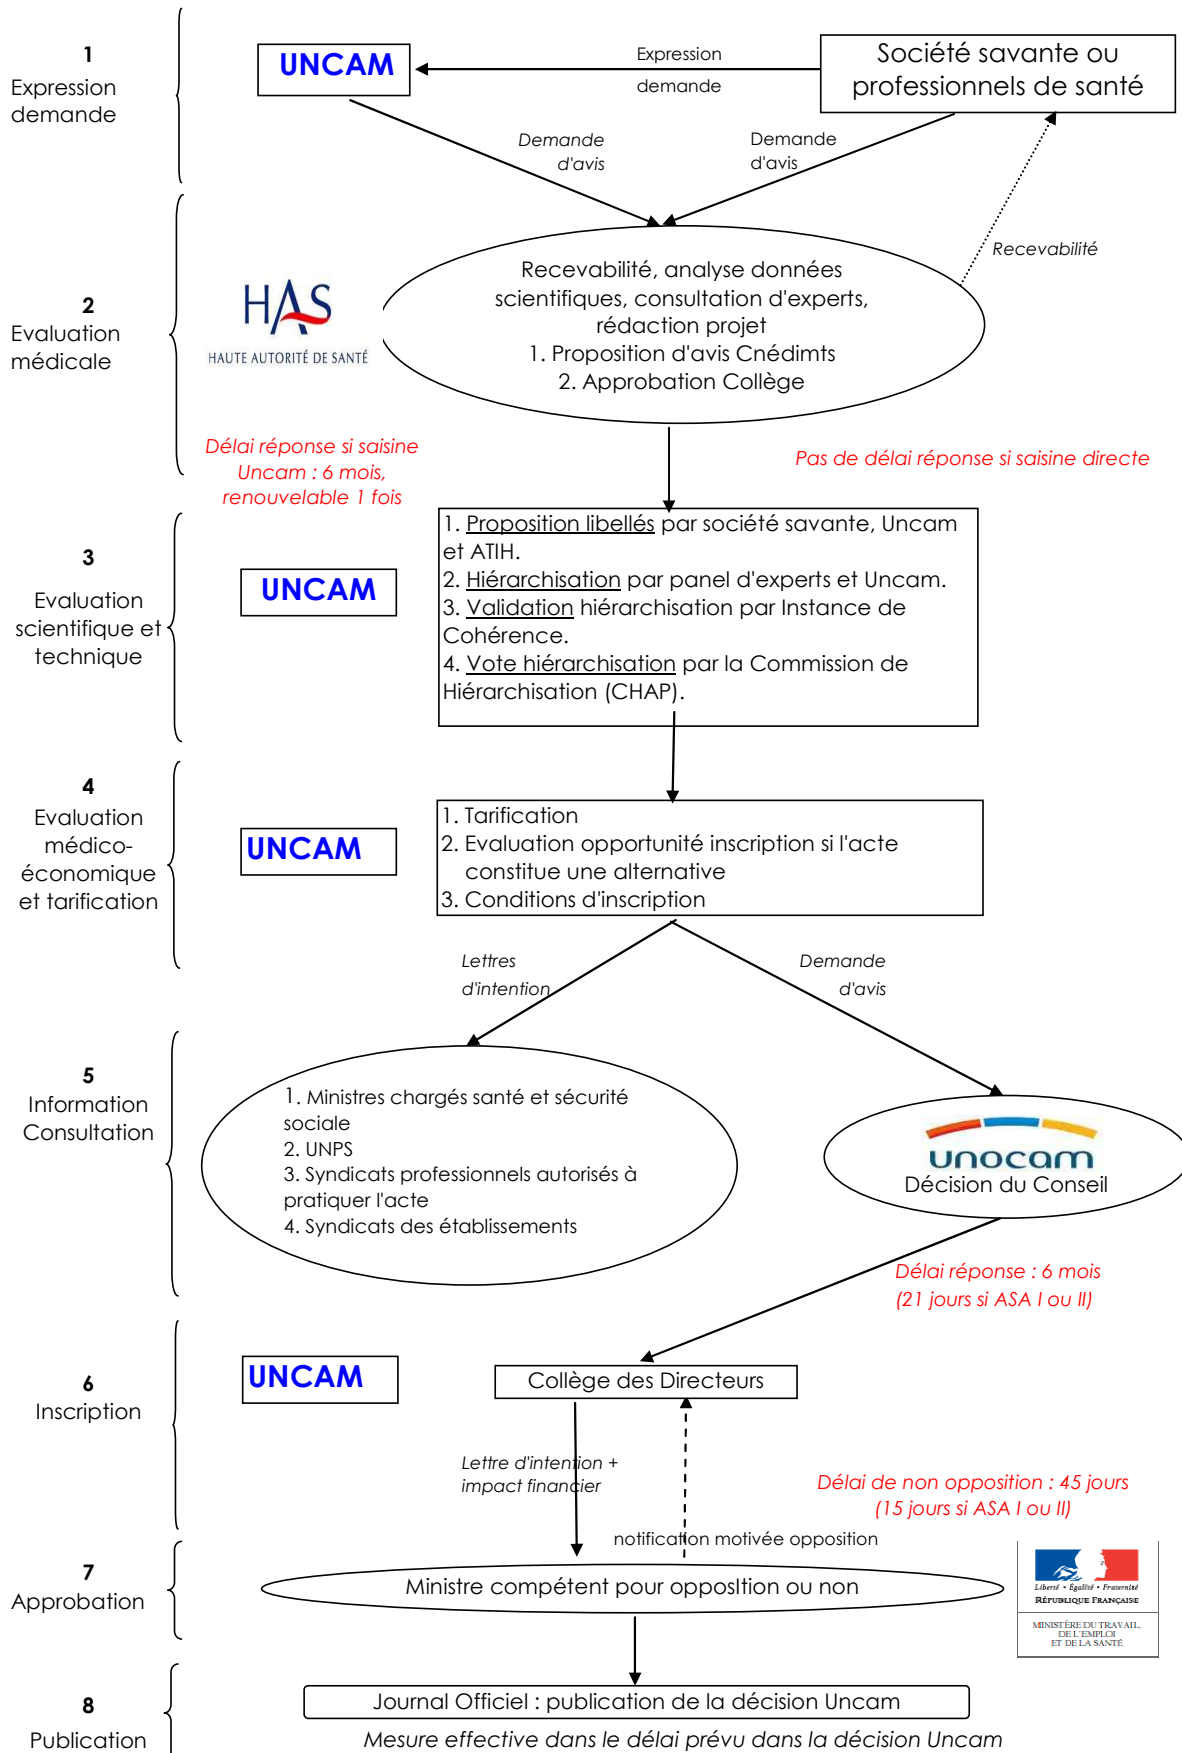 1
Expression
demande
UNCAM
Expression
demande
Société savante ou
professionnels de santé
Demande
d'avis
Demande
d'avis
Recevabilité
2
Evaluation
médicale
HAS
HAUTE AUTORITÉ DE SANTÉ
Recevabilité, analyse données
scientifiques, consultation d'experts,
rédaction projet
1. Proposition d'avis Cnédimts
2. Approbation Collège
Délai réponse si saisine
Uncam : 6 mois,
renouvelable 1 fois
Pas de délai réponse si saisine directe
3
Evaluation
scientifique et
technique
UNCAM
1. Proposition libellés par société savante, Uncam
et ATIH.
2. Hiérarchisation par panel d'experts et Uncam.
3. Validation hiérarchisation par Instance de
Cohérence.
4. Vote hiérarchisation par la Commission de
Hiérarchisation (CHAP).
4
Evaluation
médico-
économique
et tarification
UNCAM
1. Tarification
2. Evaluation opportunité inscription si l'acte
constitue une alternative
3. Conditions d'inscription
Lettres
d'intention
Demande
d'avis
5
Information
Consultation
1. Ministres chargés santé et sécurité
sociale
2. UNPS
3. Syndicats professionnels autorisés à
pratiquer l'acte
4. Syndicats des établissements
unocam
Décision du Conseil
Délai réponse : 6 mois
(21 jours si ASA I ou II)
6
Inscription
UNCAM
Collège des Directeurs
Lettre d'intention +
impact financier
Délai de non opposition : 45 jours
(15 jours si ASA I ou II)
notification motivée opposition
7
Approbation
Ministre compétent pour opposition ou non
Liberté • Égalité • Fraternité
RÉPUBLIQUE FRANÇAISE
MINISTÈRE DU TRAVAIL,
DE L'EMPLOI
ET DE LA SANTÉ
8
Publication
Journal Officiel : publication de la décision Uncam
Mesure effective dans le délai prévu dans la décision Uncam